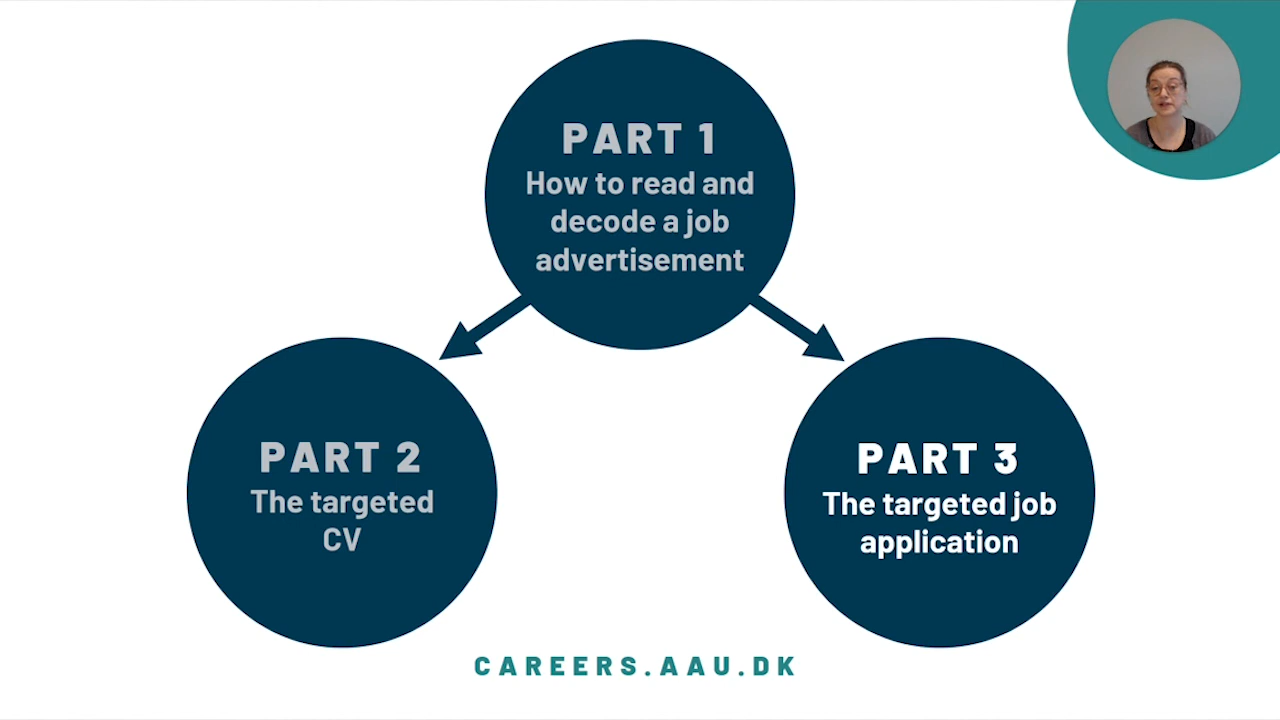 PART 1
How to read and
decode a job
advertisement
PART 2
The targeted
CV
PART 3
The targeted job
application
CAREERS.AAU.DK